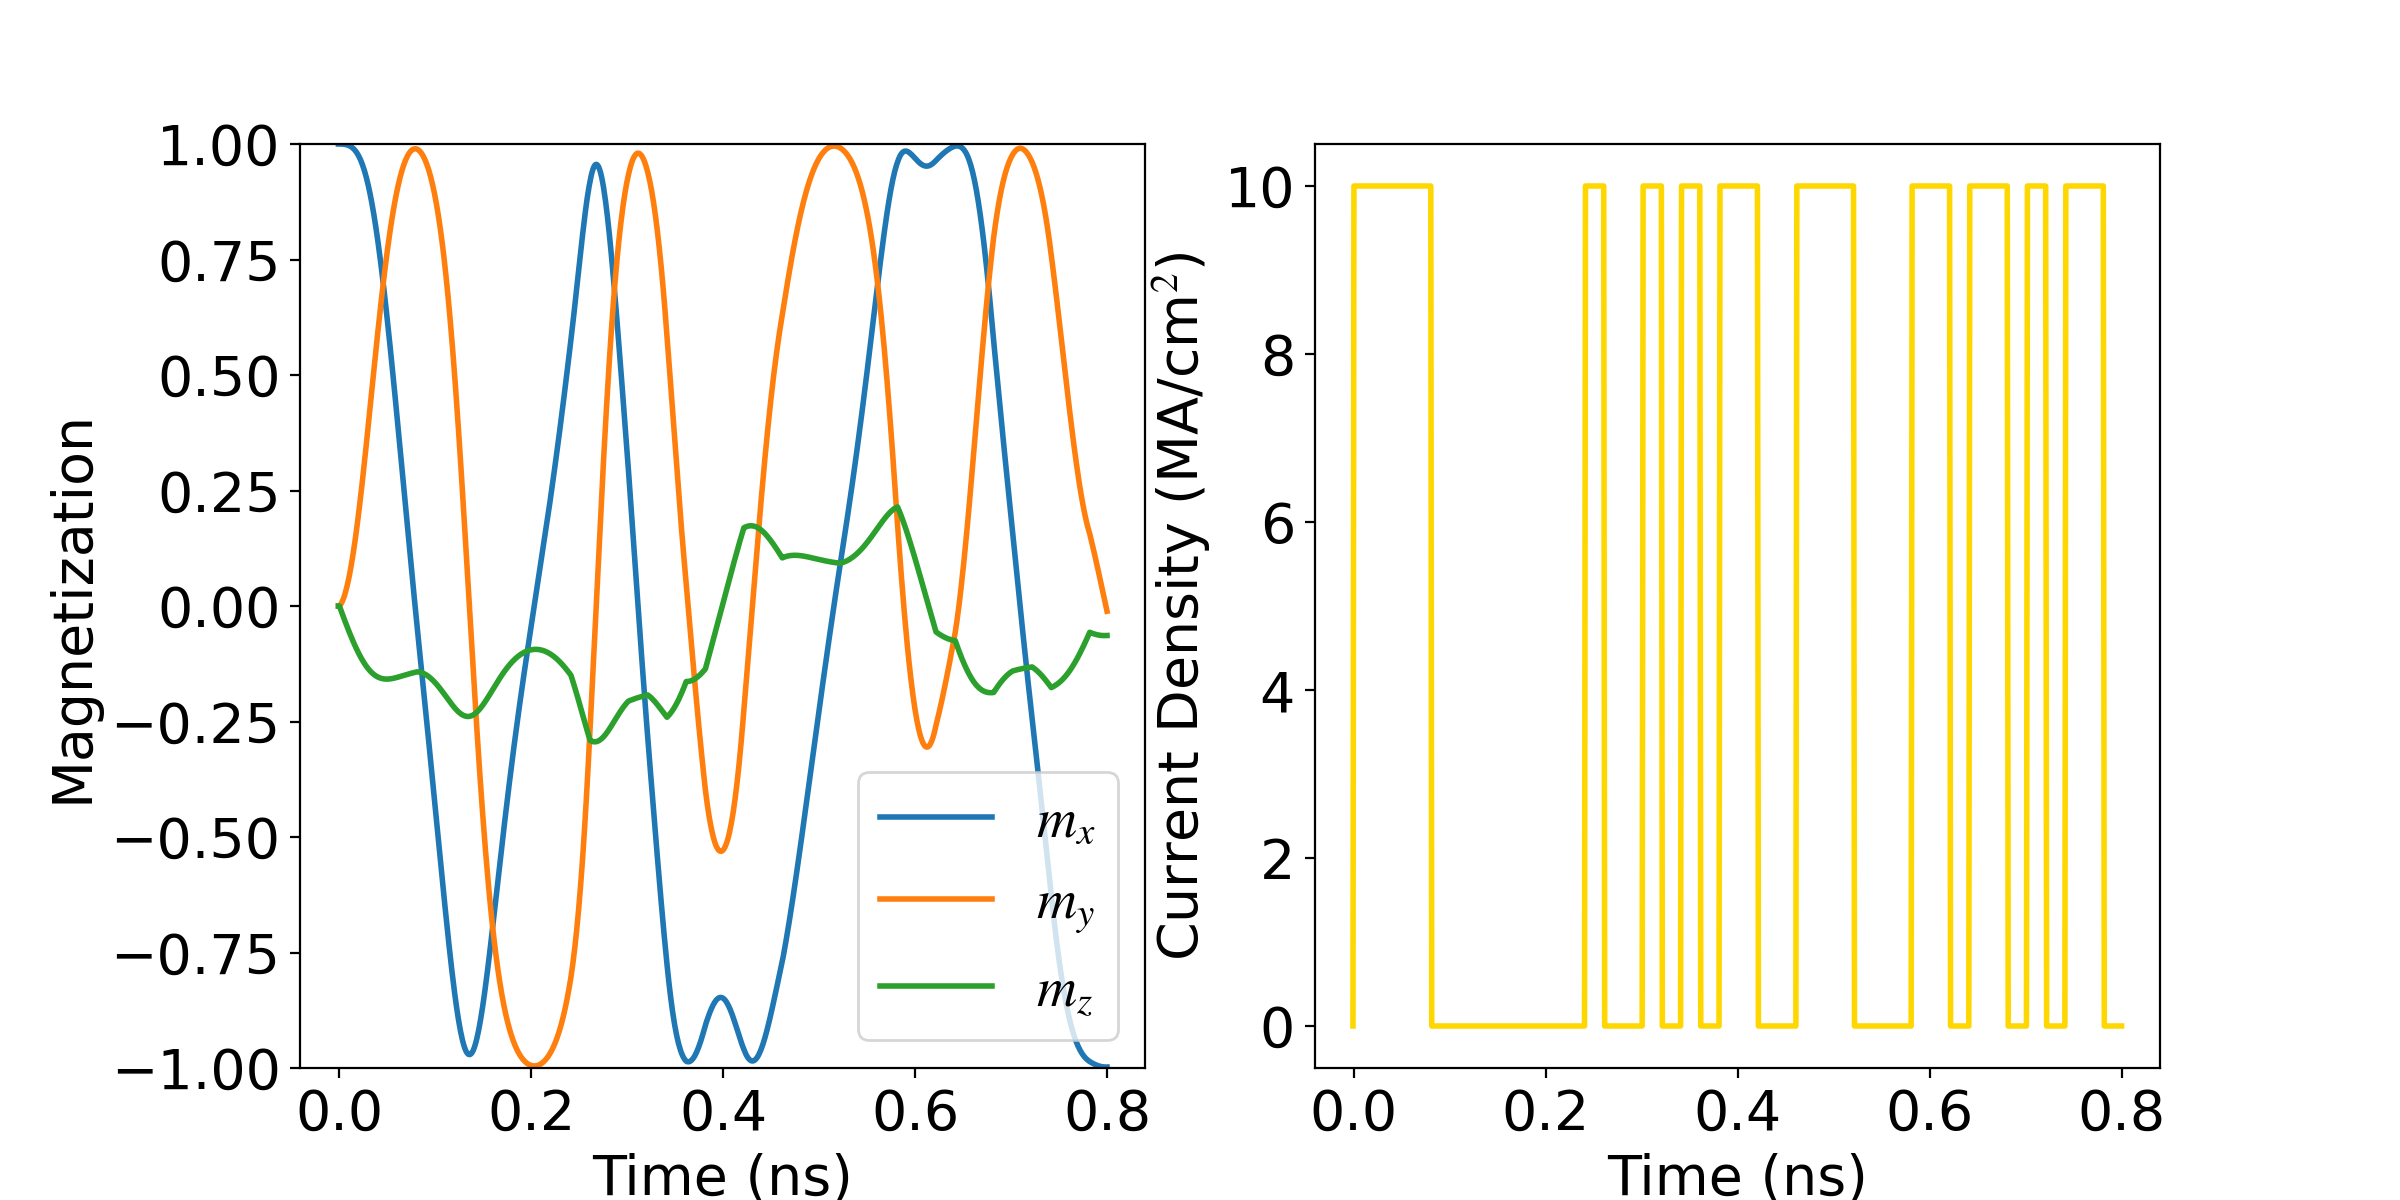 1.00
0.75
0.50
0.25
0.00
−0.25
−0.50
−0.75
−1.00
Magnetization
0.0 0.2 0.4 0.6 0.8
Time (ns)
m_x
m_y
m_z
10
8
6
4
2
0
Current Density (MA/cm²)
0.0 0.2 0.4 0.6 0.8
Time (ns)